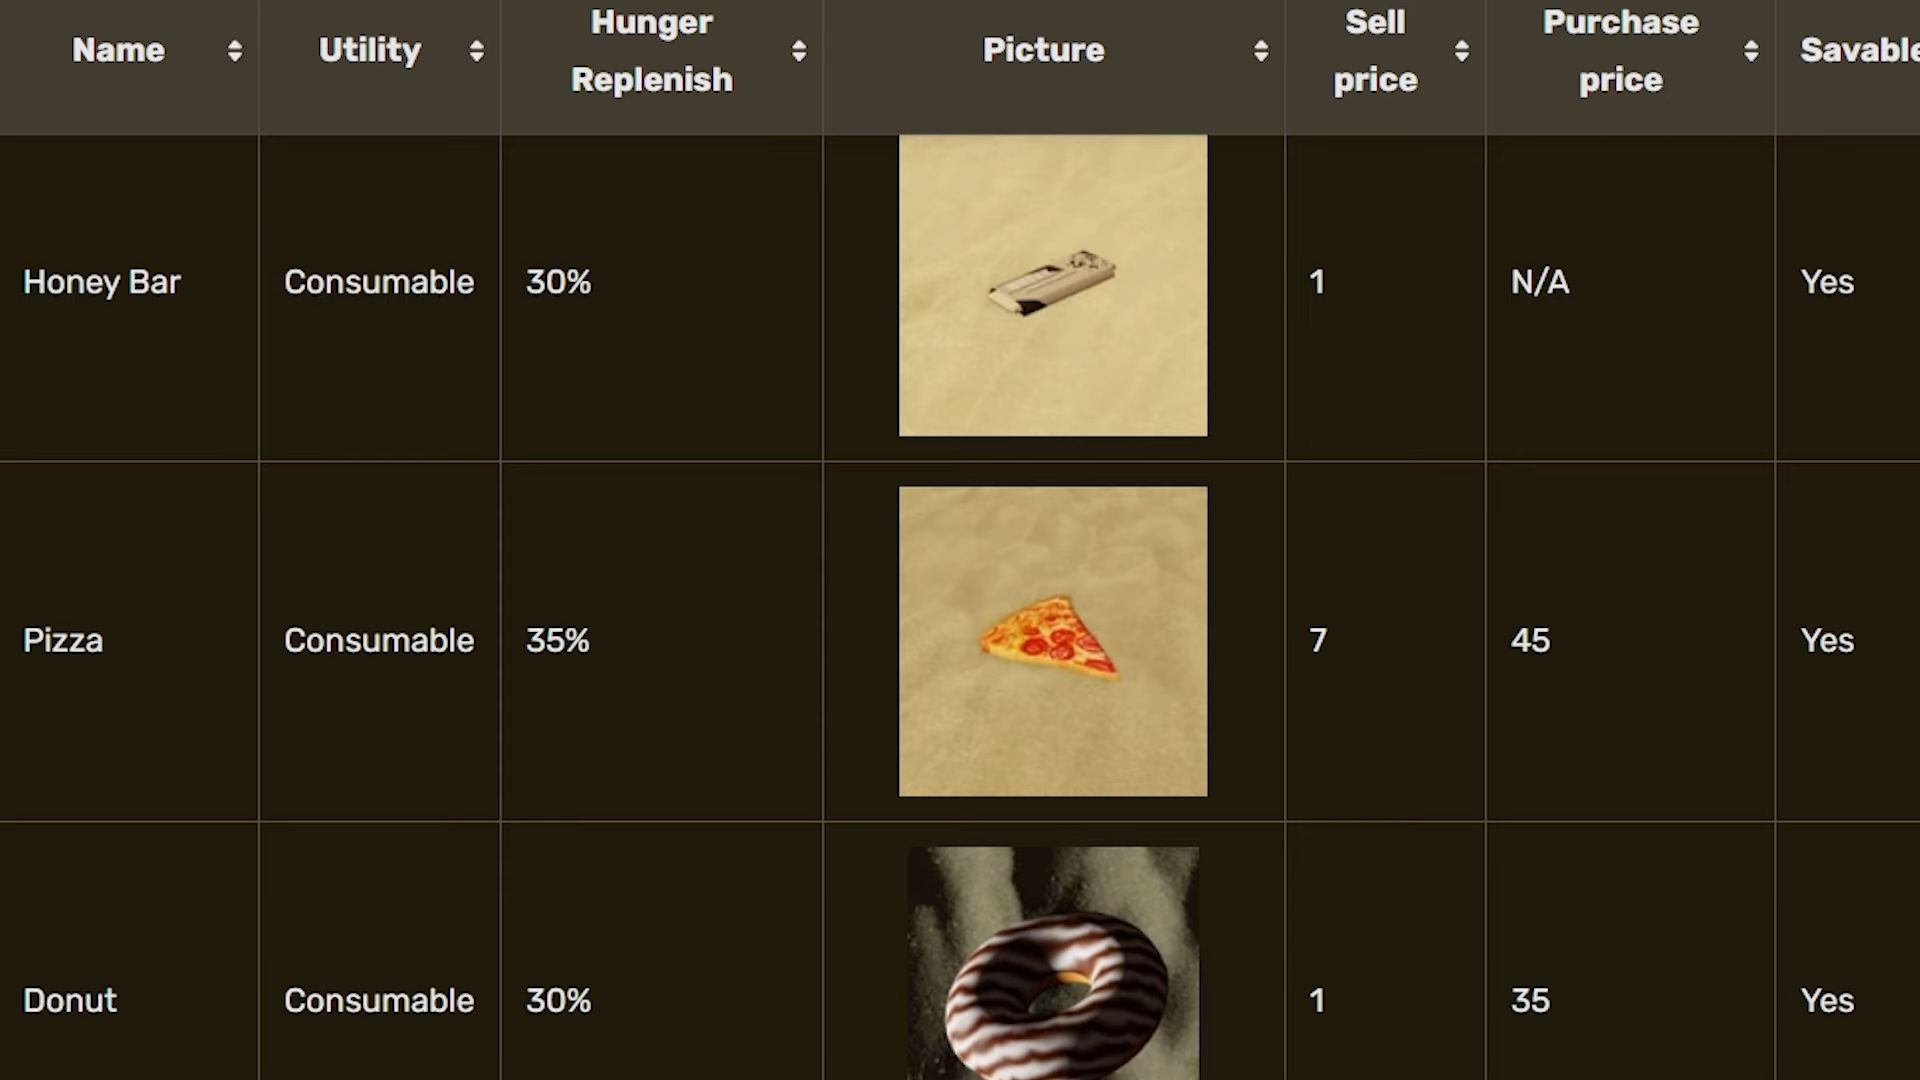 Name
Utility
Hunger
Replenish
Picture
Sell
price
Purchase
price
Savable
Honey Bar
Consumable
30%
1
N/A
Yes
Pizza
Consumable
35%
7
45
Yes
Donut
Consumable
30%
1
35
Yes